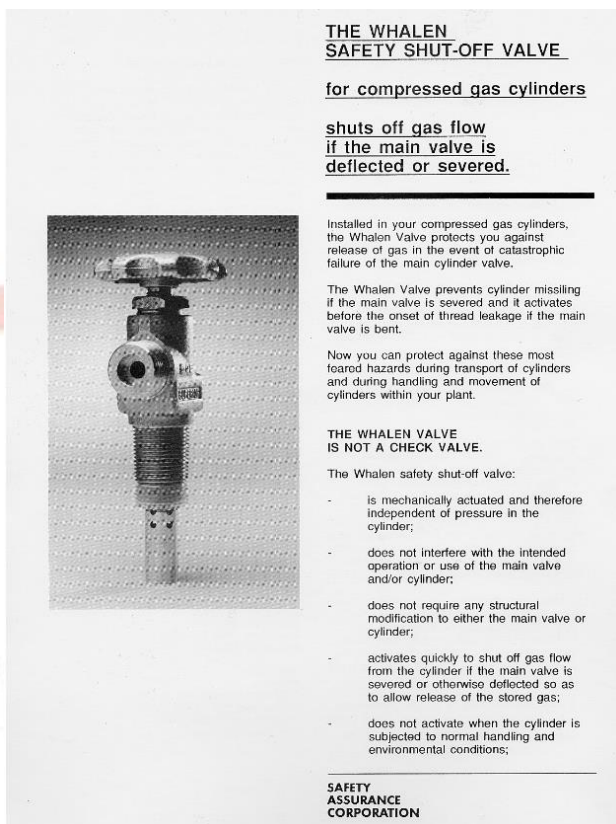 THE WHALEN
SAFETY SHUT-OFF VALVE
for compressed gas cylinders
shuts off gas flow
if the main valve is
deflected or severed.
Installed in your compressed gas cylinders,
the Whalen Valve protects you against
release of gas in the event of catastrophic
failure of the main cylinder valve.
The Whalen Valve prevents cylinder missiling
if the main valve is severed and it activates
before the onset of thread leakage if the main
valve is bent.
Now you can protect against these most
feared hazards during transport of cylinders
and during handling and movement of
cylinders within your plant.
THE WHALEN VALVE
IS NOT A CHECK VALVE.
The Whalen safety shut-off valve:
- is mechanically actuated and therefore
independent of pressure in the
cylinder;
- does not interfere with the intended
operation or use of the main valve
and/or cylinder;
- does not require any structural
modification to either the main valve or
cylinder;
- activates quickly to shut off gas flow
from the cylinder if the main valve is
severed or otherwise deflected so as
to allow release of the stored gas;
- does not activate when the cylinder is
subjected to normal handling and
environmental conditions;
SAFETY
ASSURANCE
CORPORATION